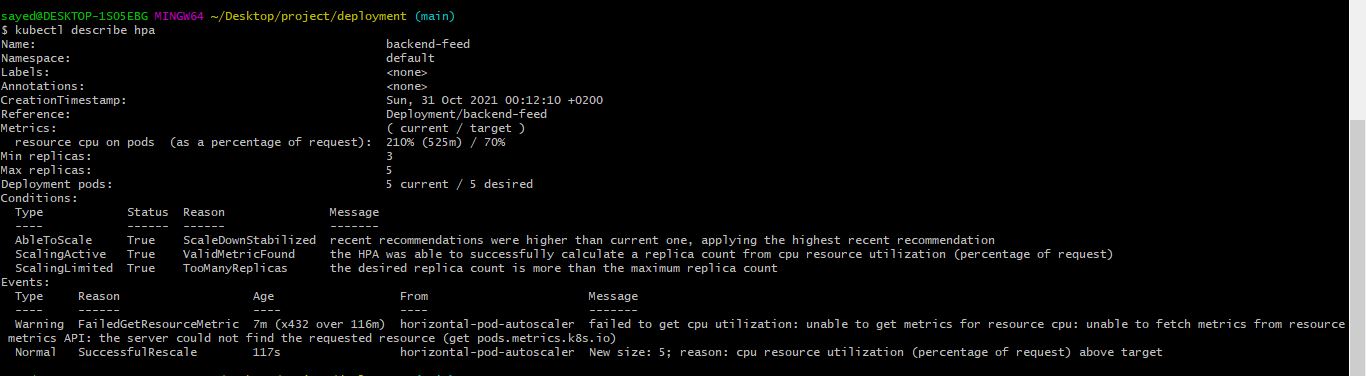 sayed@DESKTOP-1S05EBG MINGW64 ~/Desktop/project/deployment (main)
$ kubectl describe hpa
Name: backend-feed
Namespace: default
Labels: <none>
Annotations: <none>
CreationTimestamp: Sun, 31 Oct 2021 00:12:10 +0200
Reference: Deployment/backend-feed
Metrics: ( current / target )
resource cpu on pods (as a percentage of request): 210% (525m) / 70%
Min replicas: 3
Max replicas: 5
Deployment pods: 5 current / 5 desired
Conditions:
Type Status Reason Message
---- ------ ------ -------
AbleToScale True ScaleDownStabilized recent recommendations were higher than current one, applying the highest recent recommendation
ScalingActive True ValidMetricFound the HPA was able to successfully calculate a replica count from cpu resource utilization (percentage of request)
ScalingLimited True TooManyReplicas the desired replica count is more than the maximum replica count
Events:
Type Reason Age From Message
---- ------ ---- ---- -------
Warning FailedGetResourceMetric 7m (x432 over 116m) horizontal-pod-autoscaler failed to get cpu utilization: unable to get metrics for resource cpu: unable to fetch metrics from resource
metrics API: the server could not find the requested resource (get pods.metrics.k8s.io)
Normal SuccessfulRescale 117s horizontal-pod-autoscaler New size: 5; reason: cpu resource utilization (percentage of request) above target